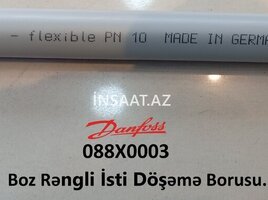 - flexible PN 10 MADE IN GERMA
İNSAAT.AZ
Danfoss
088X0003
Boz Rəngli İsti Döşəmə Borusu.